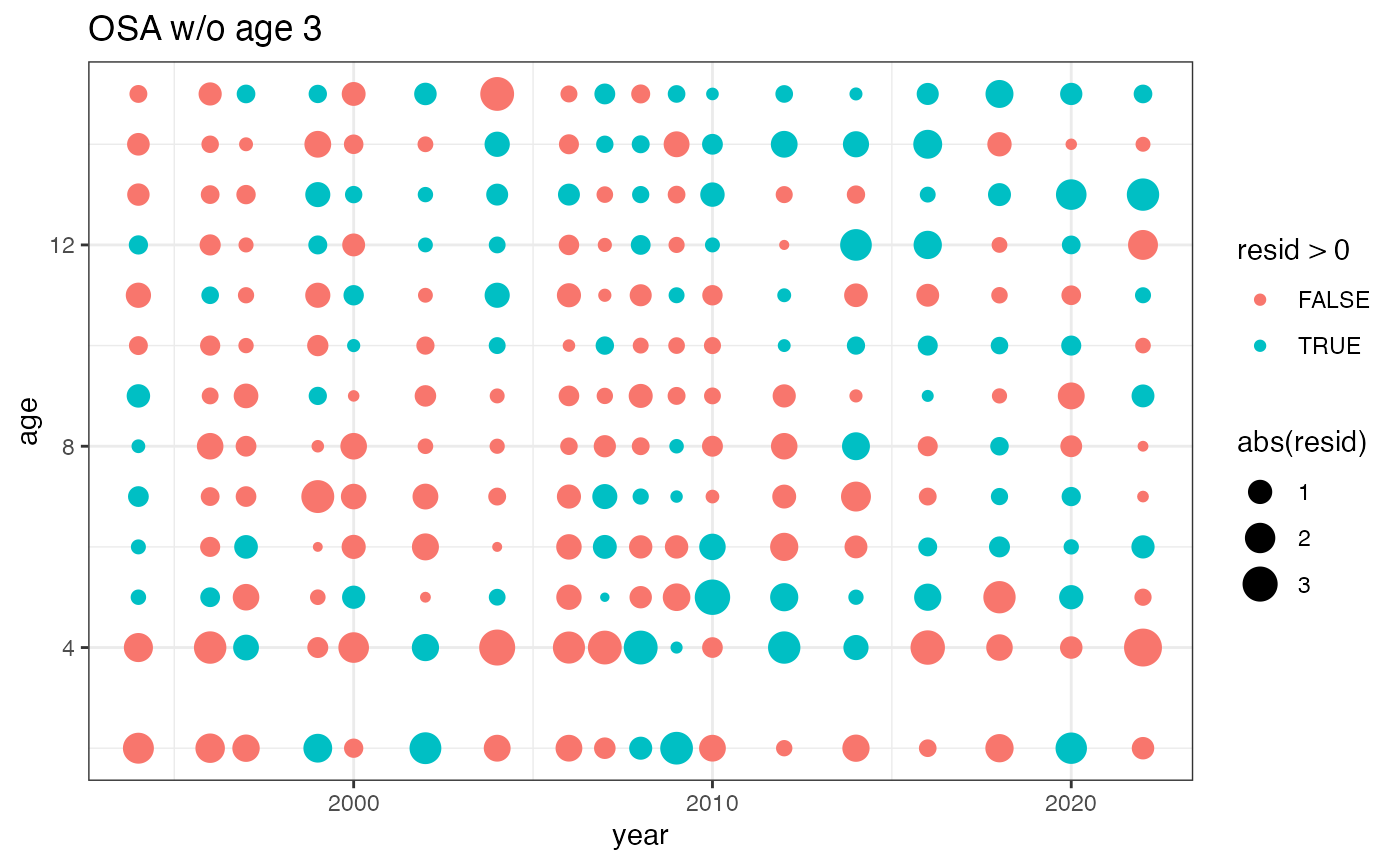 OSA w/o age 3
12
8
4
age
2000
2010
2020
year
resid > 0
FALSE
TRUE
abs(resid)
1
2
3